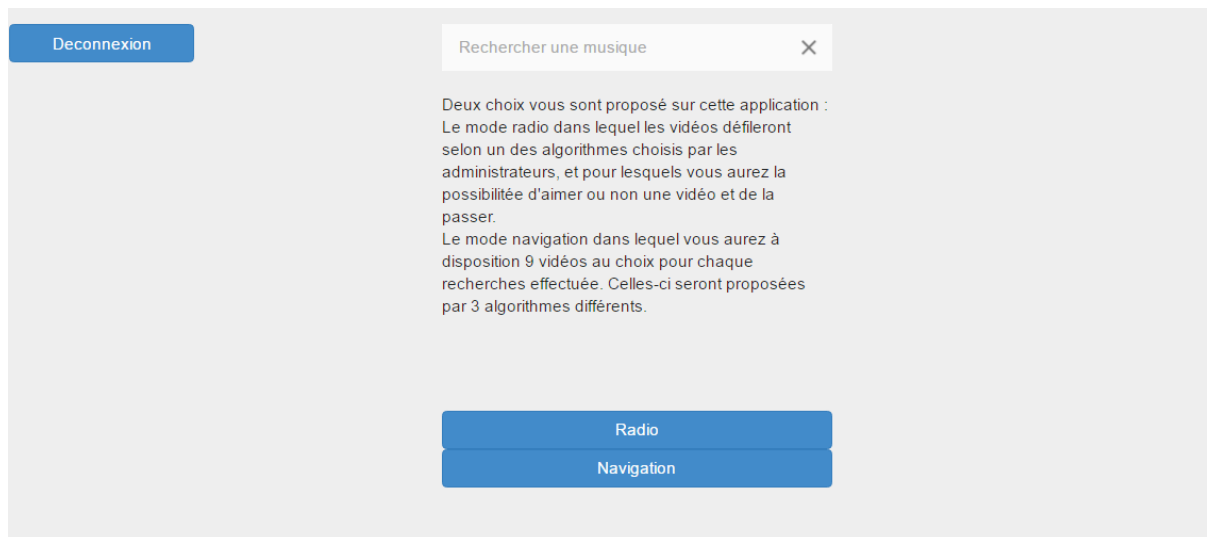 Deconnexion
Rechercher une musique
Deux choix vous sont proposé sur cette application :
Le mode radio dans lequel les vidéos défileront
selon un des algorithmes choisis par les
administrateurs, et pour lesquels vous aurez la
possibilitée d'aimer ou non une vidéo et de la
passer.
Le mode navigation dans lequel vous aurez à
disposition 9 vidéos au choix pour chaque
recherches effectuée. Celles-ci seront proposées
par 3 algorithmes différents.
Radio
Navigation